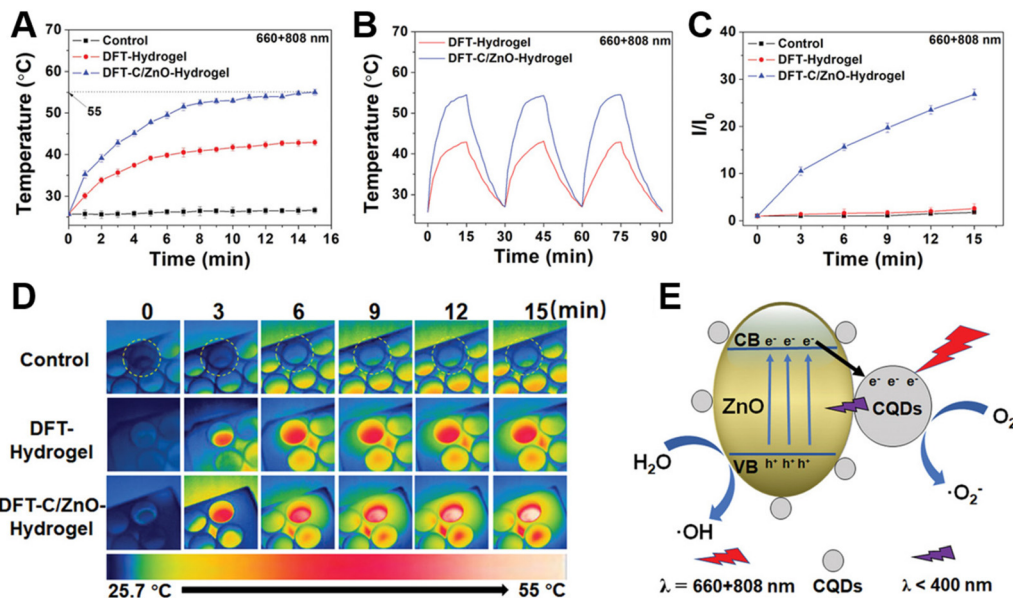 A
Temperature (°C)
70
60
50
40
30
Control
DFT-Hydrogel
DFT-C/ZnO-Hydrogel
660+808 nm
55
0 2 4 6 8 10 12 14 16
Time (min)
B
Temperature (°C)
70
60
50
40
30
DFT-Hydrogel
DFT-C/ZnO-Hydrogel
660+808 nm
0 15 30 45 60 75 90
Time (min)
C
I/I0
40
30
20
10
0
Control
DFT-Hydrogel
DFT-C/ZnO-Hydrogel
660+808 nm
0 3 6 9 12 15
Time (min)
D
0 3 6 9 12 15(min)
Control
DFT-
Hydrogel
DFT-C/ZnO-
Hydrogel
25.7 °C 55 °C
E
CB e- e- e-
e- e- e-
ZnO
CQDs
O2
H2O
VB h+ h+ h+
·O2-
·OH
λ = 660+808 nm
CQDs
λ < 400 nm